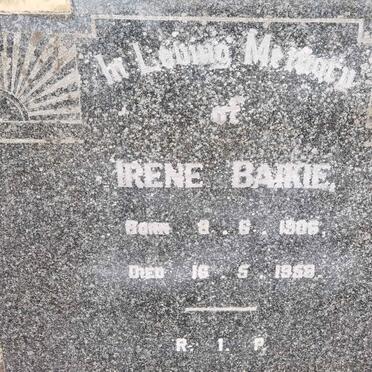 In Loving Memory
of
IRENE BAIKIE,
BORN 8. 6. 1906.
DIED 16. 5. 1958.
R. I. P.